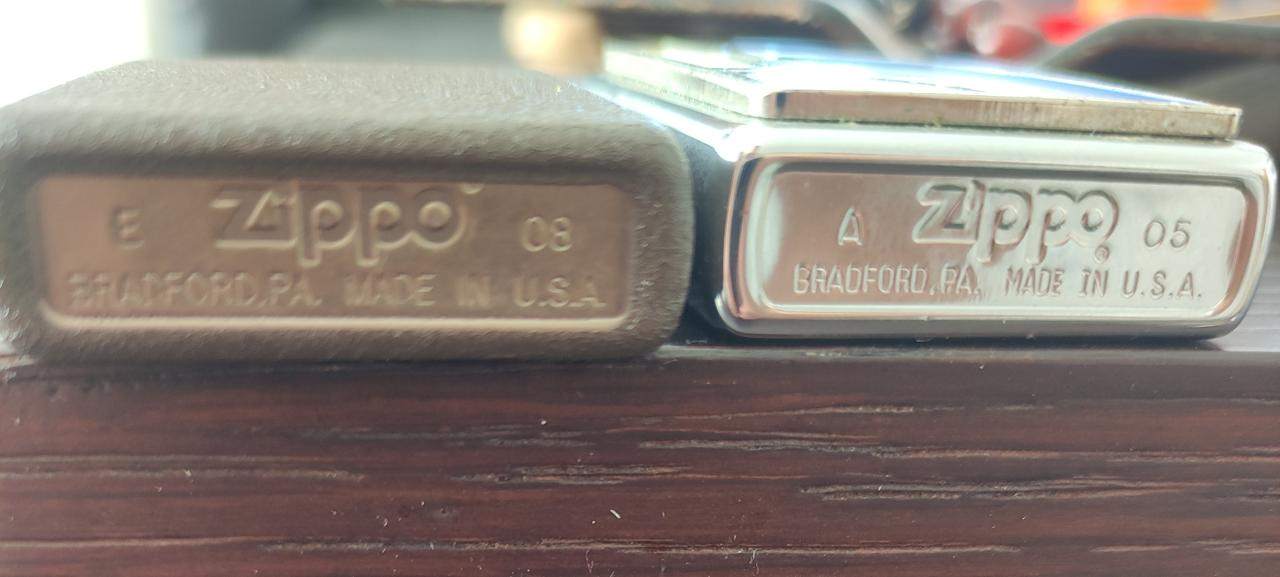 E Zippo 08
BRADFORD,PA. MADE IN U.S.A.
A Zippo® 05
BRADFORD,PA. MADE IN U.S.A.